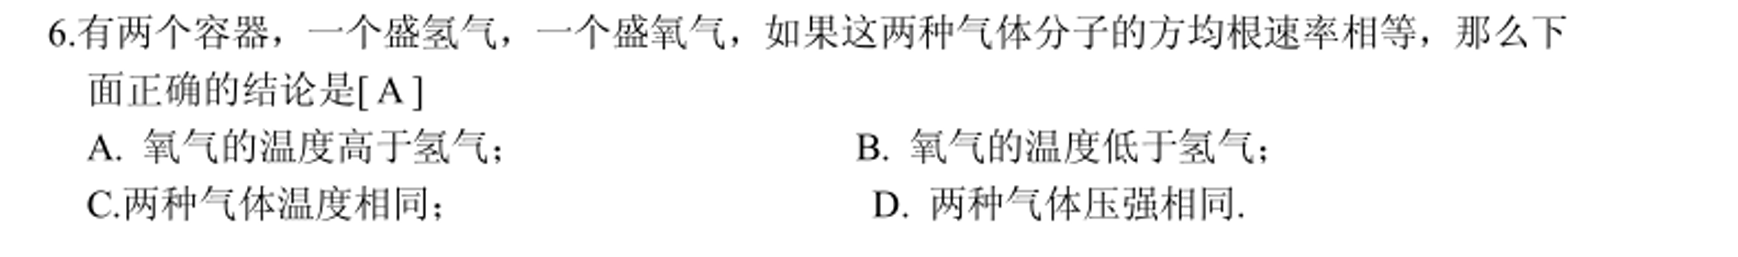 6.有两个容器，一个盛氢气，一个盛氧气，如果这两种气体分子的方均根速率相等，那么下
面正确的结论是[ A ]
A. 氧气的温度高于氢气； B. 氧气的温度低于氢气；
C.两种气体温度相同； D. 两种气体压强相同.